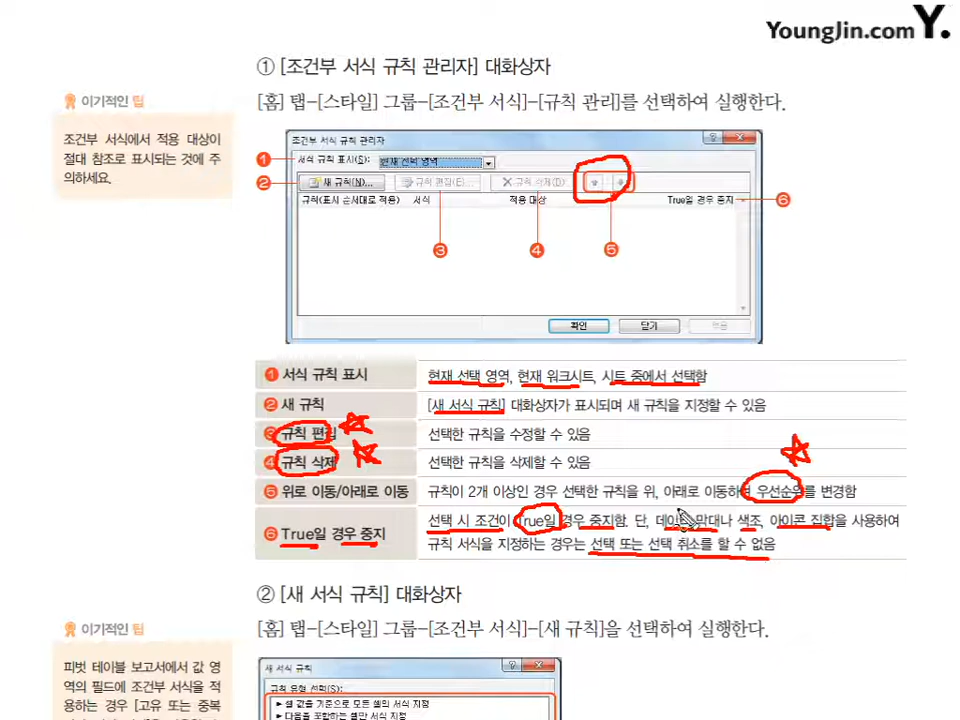 YoungJin.com Y.
① [조건부 서식 규칙 관리자] 대화상자
[홈] 탭-[스타일] 그룹-[조건부 서식]-[규칙 관리]를 선택하여 실행한다.
이기적인 팁
조건부 서식에서 적용 대상이
절대 참조로 표시되는 것에 주
의하세요.
조건부 서식 규칙 관리자
❶ 서식 규칙 표시(S): 현재 선택 영역
❷ 새 규칙(N)... 규칙 편집(E)... 규칙 삭제(D)
규칙(표시 순서대로 적용) 서식 적용 대상 True일 경우 중지 ❻
❸ ❹ ❺
확인 닫기 적용
❶ 서식 규칙 표시 현재 선택 영역, 현재 워크시트, 시트 중에서 선택함
❷ 새 규칙 [새 서식 규칙] 대화상자가 표시되며 새 규칙을 지정할 수 있음
❸ 규칙 편집 선택한 규칙을 수정할 수 있음
❹ 규칙 삭제 선택한 규칙을 삭제할 수 있음
❺ 위로 이동/아래로 이동 규칙이 2개 이상인 경우 선택한 규칙을 위, 아래로 이동하여 우선순위를 변경함
❻ True일 경우 중지 선택 시 조건이 True일 경우 중지함. 단, 데이터 막대나 색조, 아이콘 집합을 사용하여
규칙 서식을 지정하는 경우는 선택 또는 선택 취소를 할 수 없음
② [새 서식 규칙] 대화상자
[홈] 탭-[스타일] 그룹-[조건부 서식]-[새 규칙]을 선택하여 실행한다.
이기적인 팁
피벗 테이블 보고서에서 값 영
역의 필드에 조건부 서식을 적
용하는 경우 [고유 또는 중복
새 서식 규칙
규칙 유형 선택(S):
► 셀 값을 기준으로 모든 셀의 서식 지정
► 다음을 포함하는 셀만 서식 지정